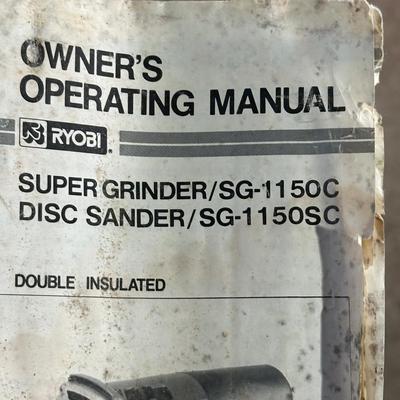 OWNER'S
OPERATING MANUAL
RYOBI
SUPER GRINDER/SG-1150C
DISC SANDER/SG-1150SC
DOUBLE INSULATED